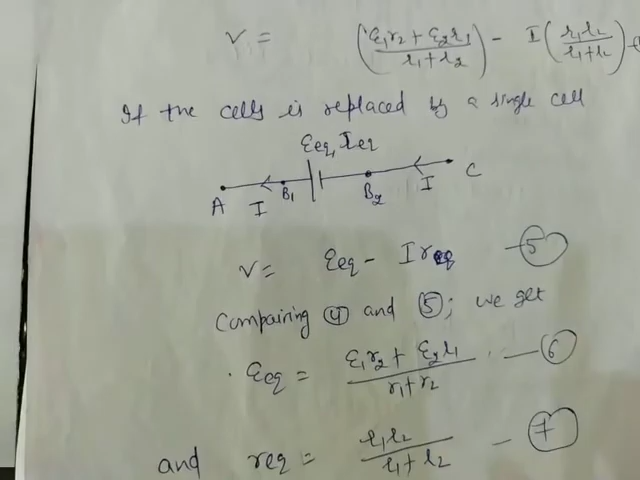 V = (ε₁r₂ + ε₂r₁ / r₁+r₂) - I (r₁r₂ / r₁+r₂)
If the cells is replaced by a single cell
εeq, req
A I B₁ B₂ I C
V = εeq - I req - 5
Comparing 4 and 5; we get
εeq = ε₁r₂ + ε₂r₁ / r₁+r₂ - 6
and req = r₁r₂ / r₁+r₂ - 7